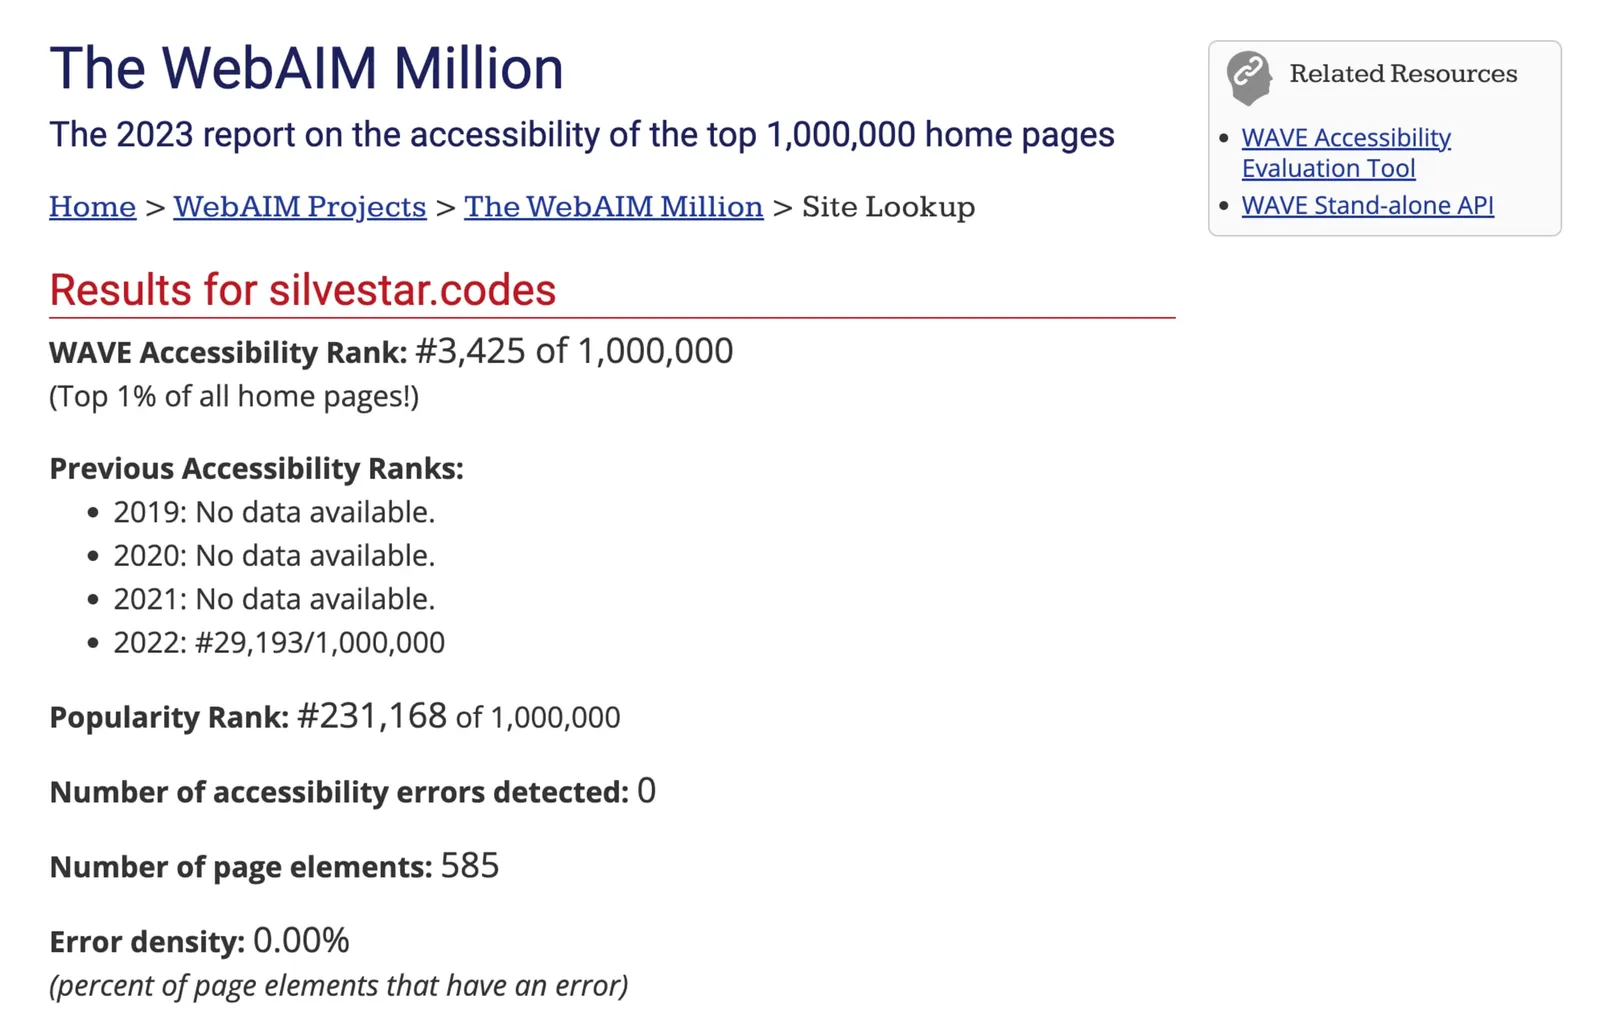 The WebAIM Million
The 2023 report on the accessibility of the top 1,000,000 home pages
Home > WebAIM Projects > The WebAIM Million > Site Lookup
Results for silvestar.codes
WAVE Accessibility Rank: #3,425 of 1,000,000
(Top 1% of all home pages!)
Previous Accessibility Ranks:
• 2019: No data available.
• 2020: No data available.
• 2021: No data available.
• 2022: #29,193/1,000,000
Popularity Rank: #231,168 of 1,000,000
Number of accessibility errors detected: 0
Number of page elements: 585
Error density: 0.00%
(percent of page elements that have an error)
Related Resources
• WAVE Accessibility
Evaluation Tool
• WAVE Stand-alone API